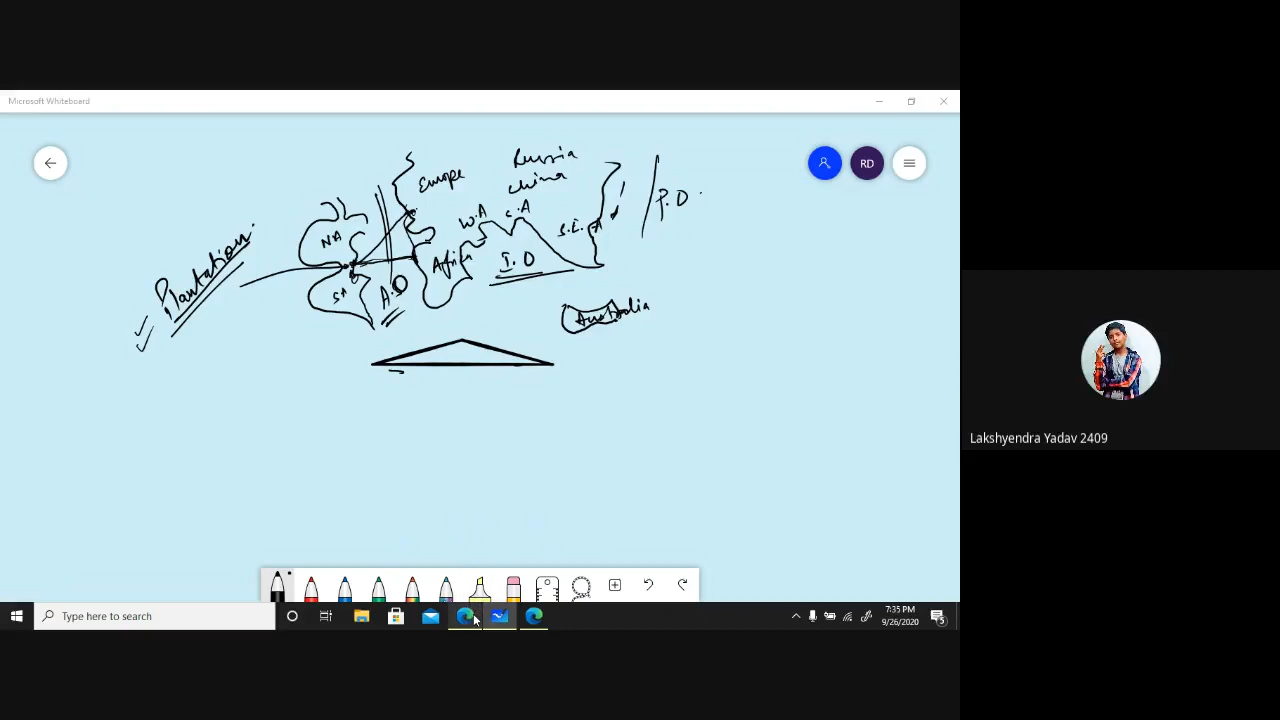 Microsoft Whiteboard
RD
Europe
Russia
China
P.O
Plantation
NA
W.A
S.A
S.E.A
Africa
I.O
SA
A.O
Australia
Lakshyendra Yadav 2409
Type here to search
7:35 PM
9/26/2020
5